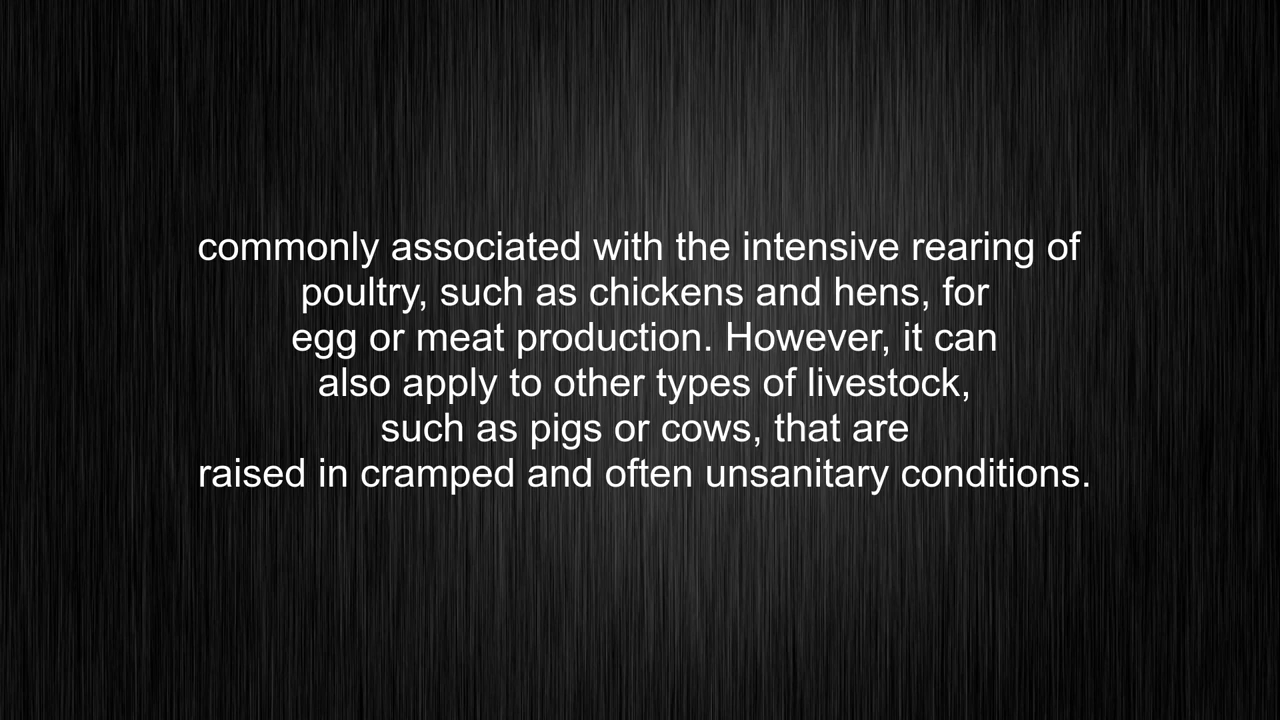 commonly associated with the intensive rearing of
poultry, such as chickens and hens, for
egg or meat production. However, it can
also apply to other types of livestock,
such as pigs or cows, that are
raised in cramped and often unsanitary conditions.